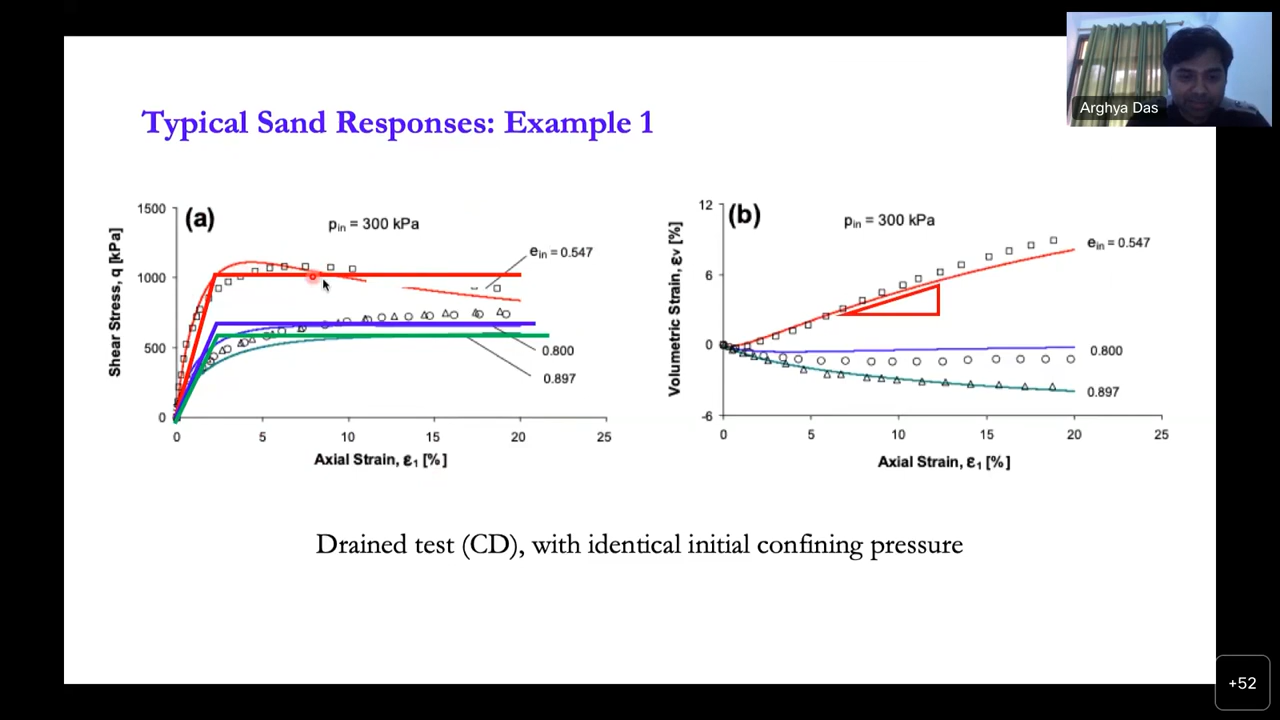 Arghya Das
Typical Sand Responses: Example 1
(a)
p_in = 300 kPa
e_in = 0.547
0.800
0.897
1500
1000
500
0
0 5 10 15 20 25
Shear Stress, q [kPa]
Axial Strain, ε₁ [%]
(b)
p_in = 300 kPa
e_in = 0.547
0.800
0.897
12
6
0
-6
0 5 10 15 20 25
Volumetric Strain, εᵥ [%]
Axial Strain, ε₁ [%]
Drained test (CD), with identical initial confining pressure
+52